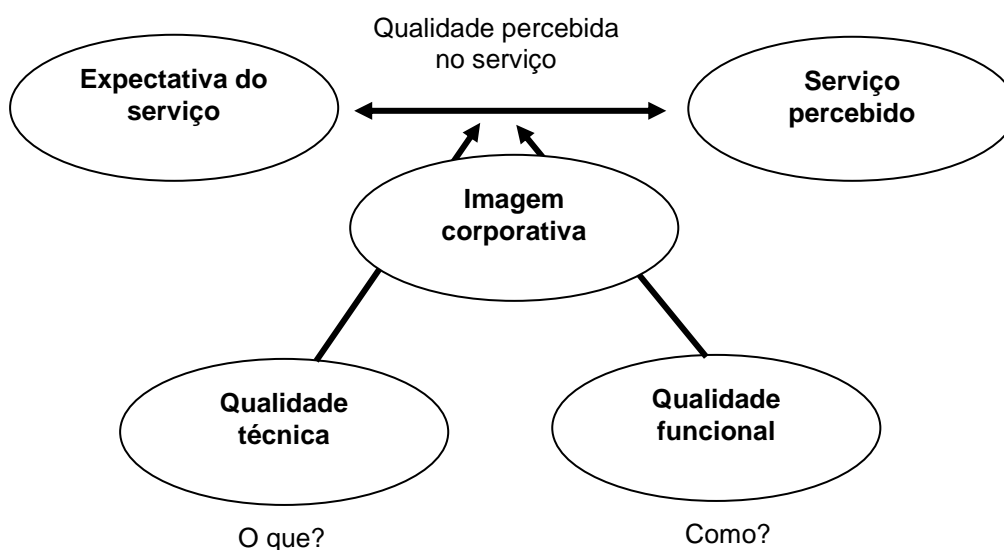 Qualidade percebida
no serviço
Expectativa do
serviço
Serviço
percebido
Imagem
corporativa
Qualidade
técnica
Qualidade
funcional
O que?
Como?